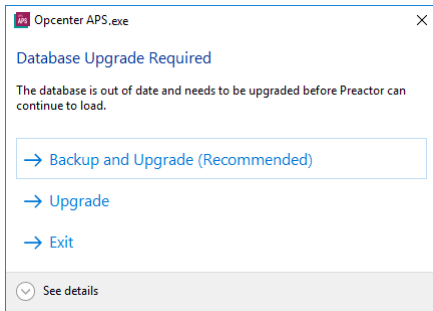 APS Opcenter APS.exe
Database Upgrade Required
The database is out of date and needs to be upgraded before Preactor can
continue to load.
Backup and Upgrade (Recommended)
Upgrade
Exit
See details